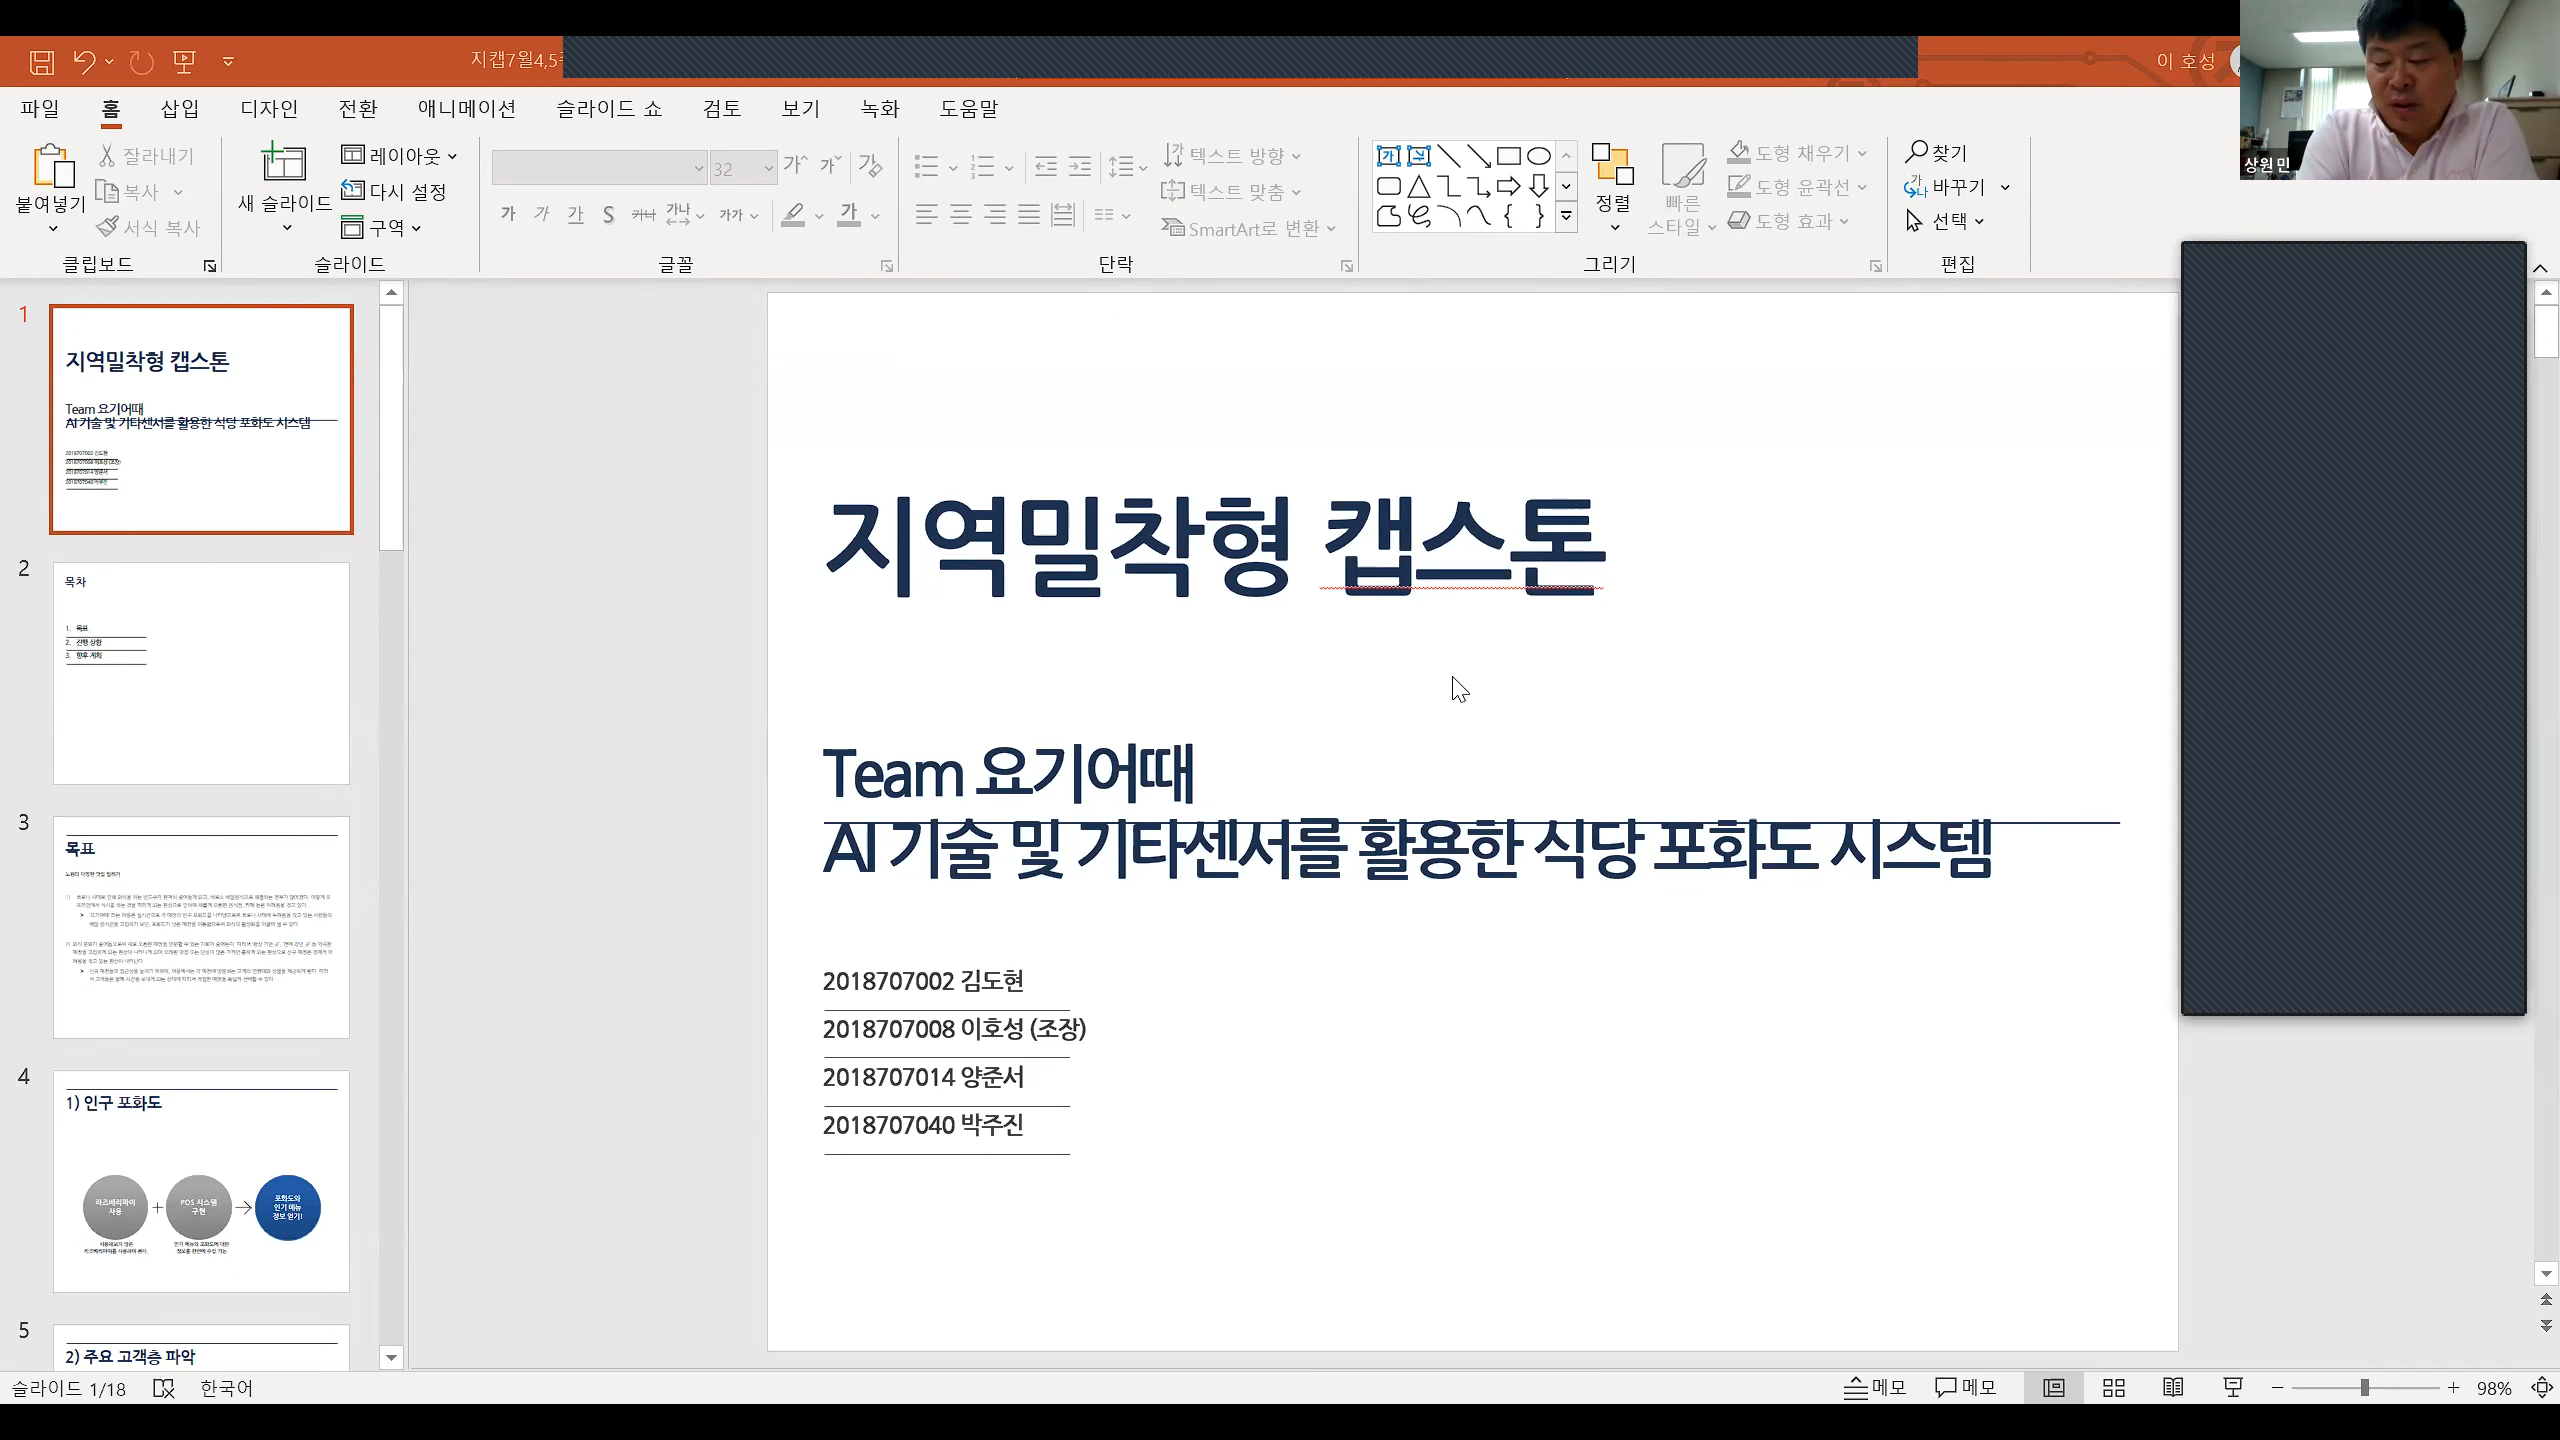 지캡7월4,5
이 호성
상원 민
파일 홈 삽입 디자인 전환 애니메이션 슬라이드 쇼 검토 보기 녹화 도움말
붙여넣기
잘라내기
복사
서식 복사
클립보드
새 슬라이드
레이아웃
다시 설정
구역
슬라이드
32
글꼴
텍스트 방향
텍스트 맞춤
SmartArt로 변환
단락
정렬
빠른
스타일
도형 채우기
도형 윤곽선
도형 효과
그리기
찾기
바꾸기
선택
편집
1
지역밀착형 캡스톤
Team 요기어때
AI 기술 및 기타센서를 활용한 식당 포화도 시스템
2018707002 김도현
2018707008 이호성 (조장)
2018707014 양준서
2018707040 박주진
2
목차
1. 목표
2. 진행 상황
3. 향후 계획
3
목표
4
1) 인구 포화도
라즈베리파이
사용
+
POS 시스템
구현
포화도와
인기 메뉴
정보 얻기!
5
2) 주요 고객층 파악
지역밀착형 캡스톤
Team 요기어때
AI 기술 및 기타센서를 활용한 식당 포화도 시스템
2018707002 김도현
2018707008 이호성 (조장)
2018707014 양준서
2018707040 박주진
슬라이드 1/18 한국어
메모 메모 98%